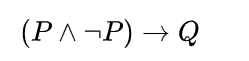 (P ∧ ¬P) → Q